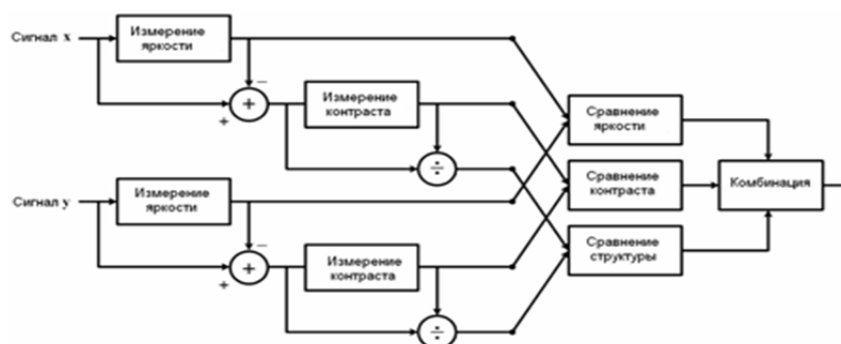 Сигнал x
Измерение
яркости
−
+
+
Измерение
контраста
÷
Сигнал y
Измерение
яркости
−
+
+
Измерение
контраста
÷
Сравнение
яркости
Сравнение
контраста
Сравнение
структуры
Комбинация